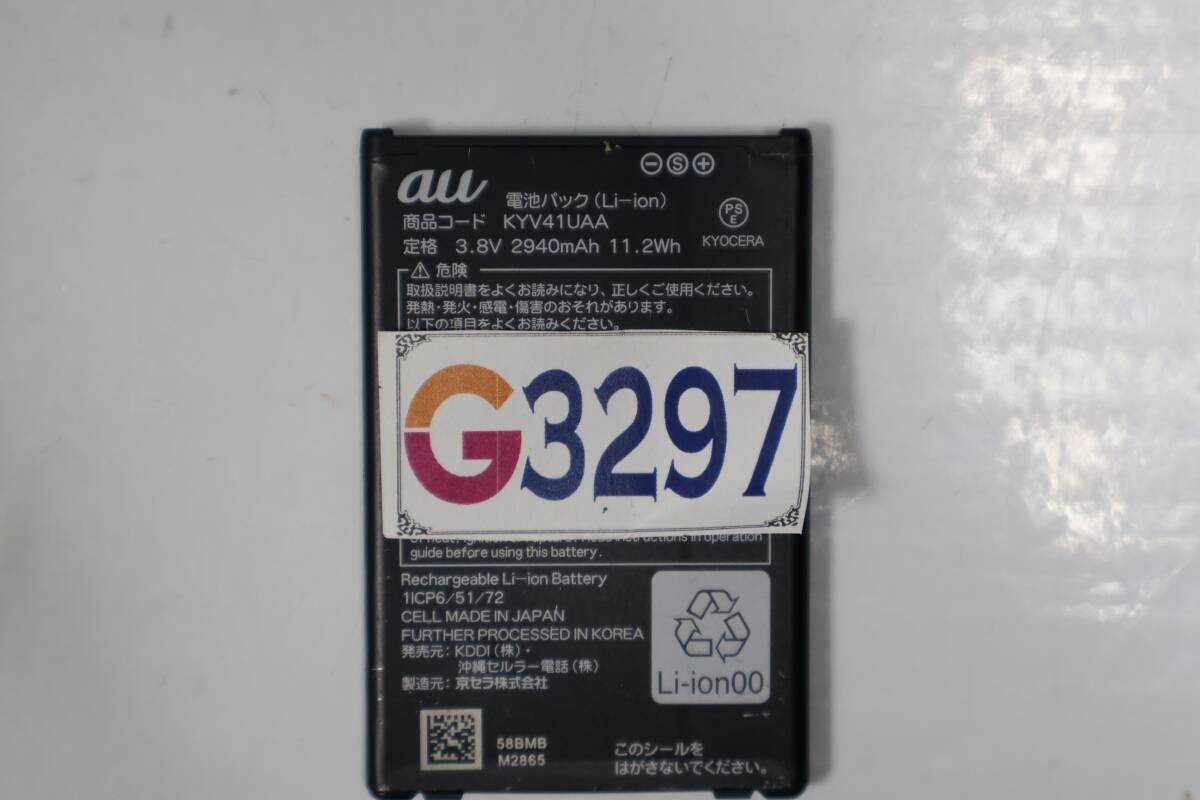 au
⊖Ⓢ⊕
電池パック(Li-ion)
商品コード KYV41UAA
定格 3.8V 2940mAh 11.2Wh
PS
E
KYOCERA
⚠ 危険
取扱説明書をよくお読みになり、正しくご使用ください。
発熱・発火・感電・傷害のおそれがあります。
以下の項目をよくお読みください。
G3297
instructions in operation
guide before using this battery.
Rechargeable Li-ion Battery
1ICP6/51/72
CELL MADE IN JAPAN
FURTHER PROCESSED IN KOREA
発売元:KDDI(株)・
沖縄セルラー電話(株)
製造元:京セラ株式会社
Li-ion00
58BMB
M2865
このシールを
はがさないでください。